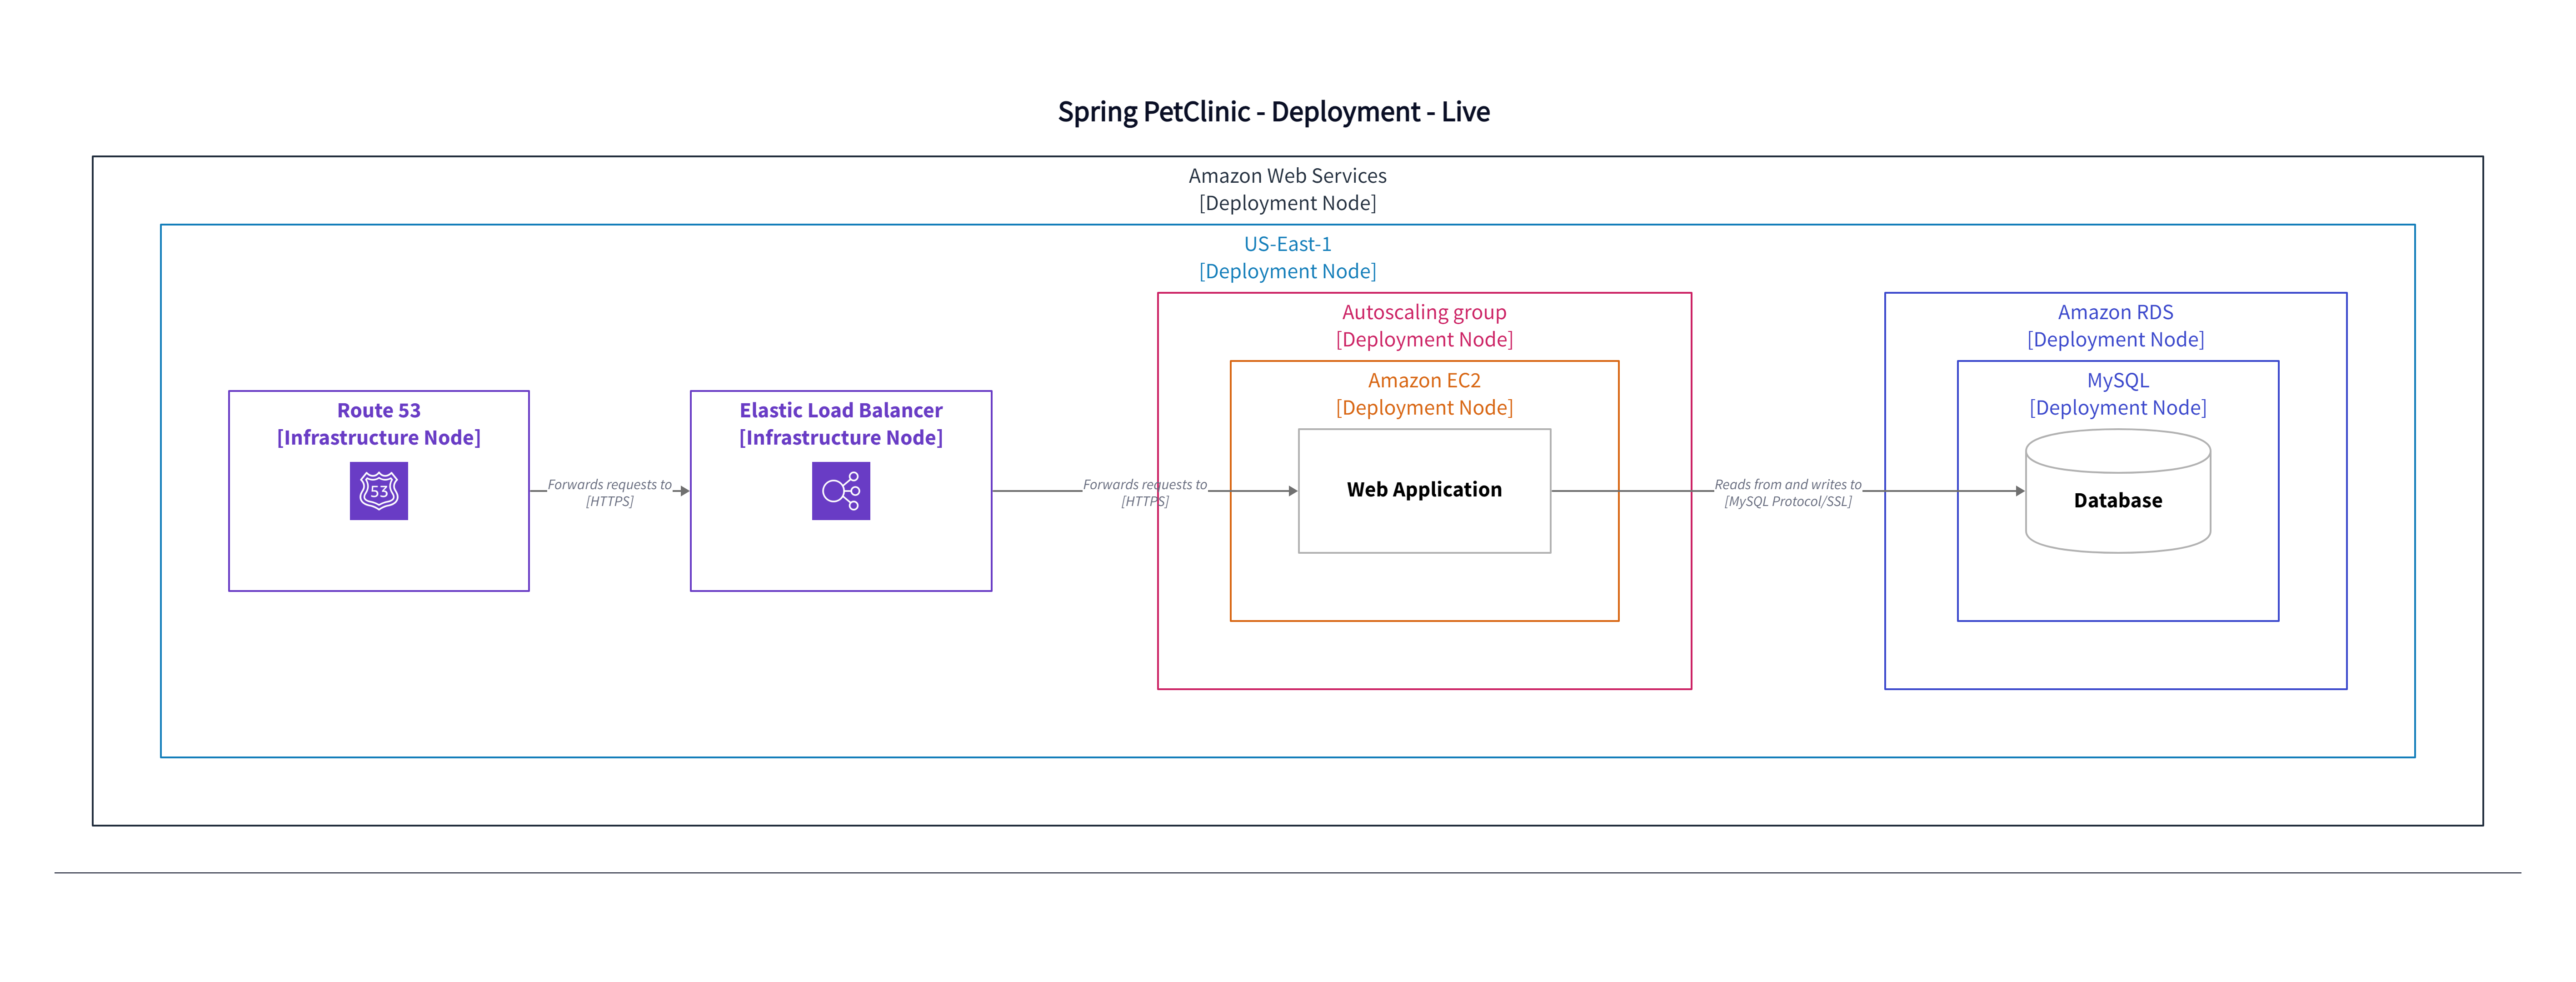 Spring PetClinic - Deployment - Live
Amazon Web Services
[Deployment Node]
US-East-1
[Deployment Node]
Route 53
[Infrastructure Node]
53
Forwards requests to
[HTTPS]
Elastic Load Balancer
[Infrastructure Node]
Forwards requests to
[HTTPS]
Autoscaling group
[Deployment Node]
Amazon EC2
[Deployment Node]
Web Application
Reads from and writes to
[MySQL Protocol/SSL]
Amazon RDS
[Deployment Node]
MySQL
[Deployment Node]
Database